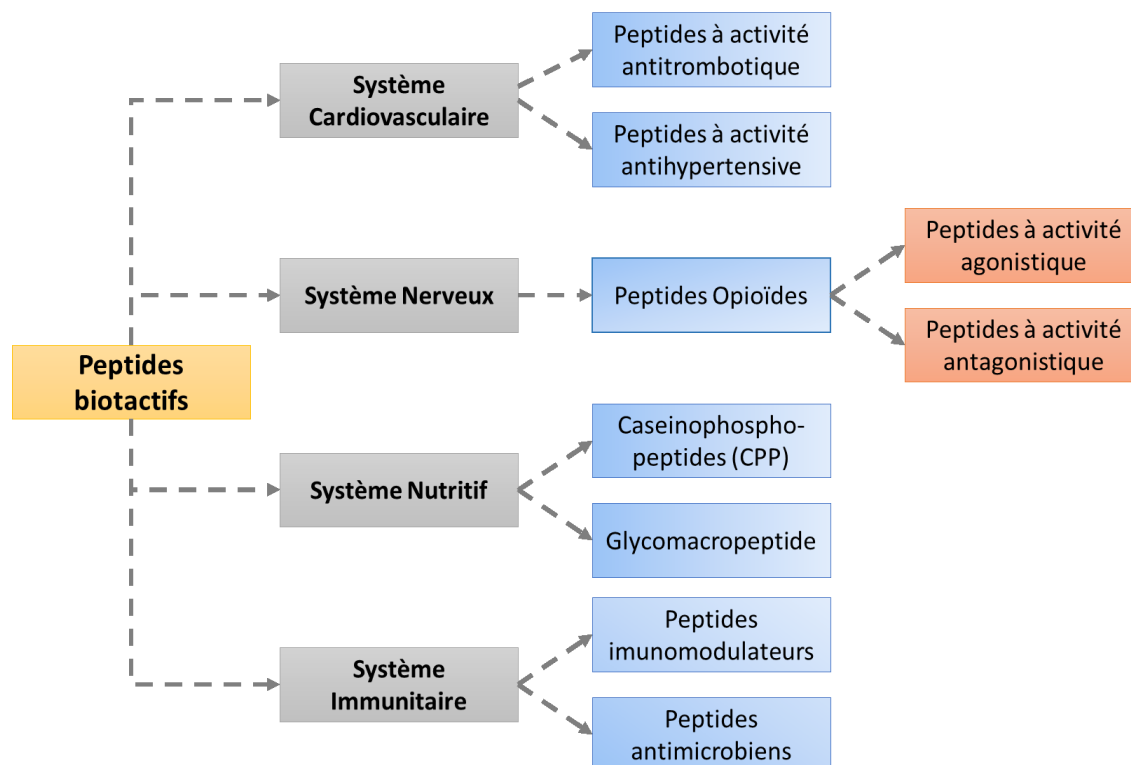 Peptides à activité
antitrombotique
Système
Cardiovasculaire
Peptides à activité
antihypertensive
Peptides à activité
agonistique
Système Nerveux
Peptides Opioïdes
Peptides à activité
antagonistique
Peptides
biotactifs
Caseinophospho-
peptides (CPP)
Système Nutritif
Glycomacropeptide
Peptides
imunomodulateurs
Système
Immunitaire
Peptides
antimicrobiens